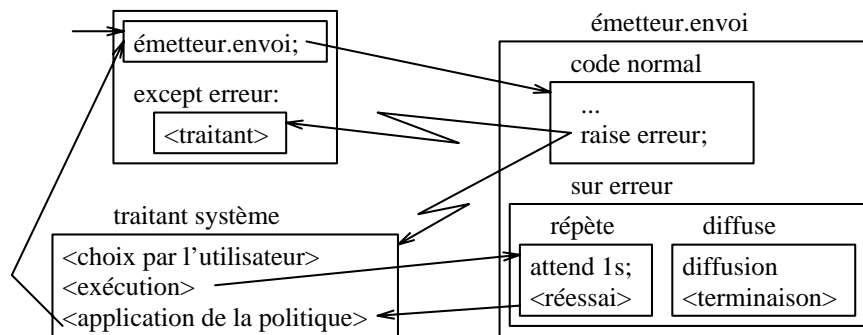 émetteur.envoi;
except erreur:
<traitant>
émetteur.envoi
code normal
...
raise erreur;
traitant système
<choix par l'utilisateur>
<exécution>
<application de la politique>
sur erreur
répète
attend 1s;
<réessai>
diffuse
diffusion
<terminaison>